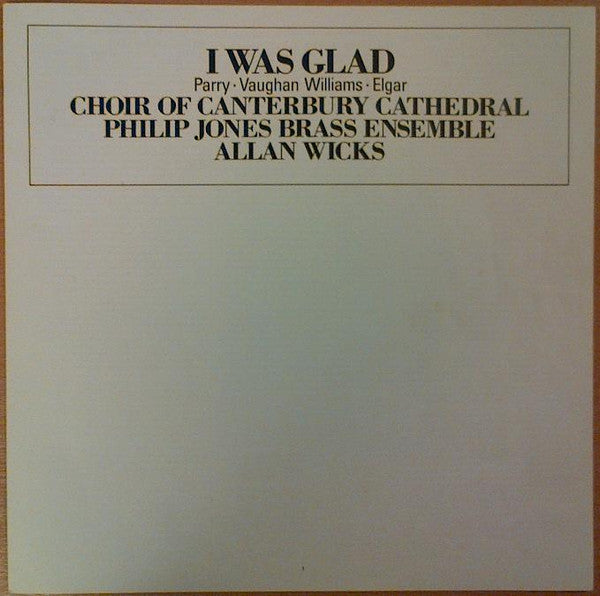 I WAS GLAD
Parry · Vaughan Williams · Elgar
CHOIR OF CANTERBURY CATHEDRAL
PHILIP JONES BRASS ENSEMBLE
ALLAN WICKS